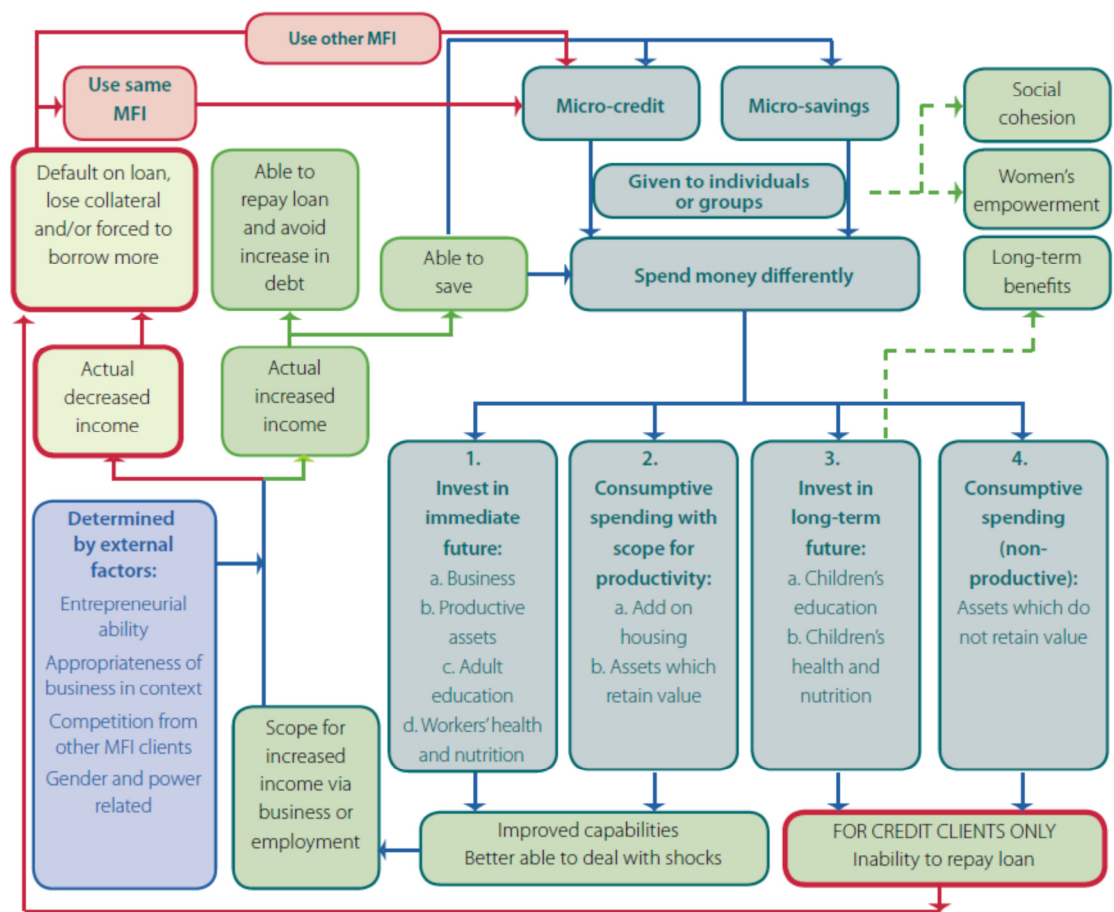 Use other MFI
Use same
MFI
Micro-credit
Micro-savings
Social
cohesion
Default on loan,
lose collateral
and/or forced to
borrow more
Able to
repay loan
and avoid
increase in
debt
Given to individuals
or groups
Women's
empowerment
Able to
save
Spend money differently
Long-term
benefits
Actual
decreased
income
Actual
increased
income
1.
Invest in
immediate
future:
a. Business
b. Productive
assets
c. Adult
education
d. Workers' health
and nutrition
2.
Consumptive
spending with
scope for
productivity:
a. Add on
housing
b. Assets which
retain value
3.
Invest in
long-term
future:
a. Children's
education
b. Children's
health and
nutrition
4.
Consumptive
spending
(non-
productive):
Assets which do
not retain value
Determined
by external
factors:
Entrepreneurial
ability
Appropriateness of
business in context
Competition from
other MFI clients
Gender and power
related
Scope for
increased
income via
business or
employment
Improved capabilities
Better able to deal with shocks
FOR CREDIT CLIENTS ONLY
Inability to repay loan